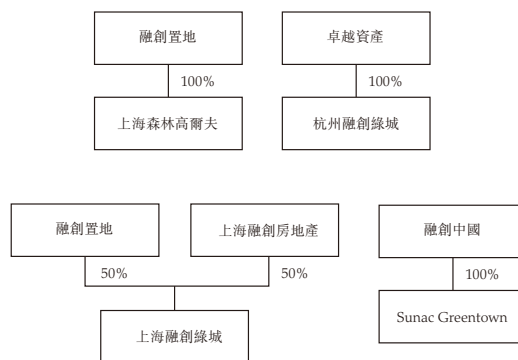 融創置地
卓越資產
100%
100%
上海森林高爾夫
杭州融創綠城
融創置地
上海融創房地產
融創中國
50%
50%
100%
上海融創綠城
Sunac Greentown